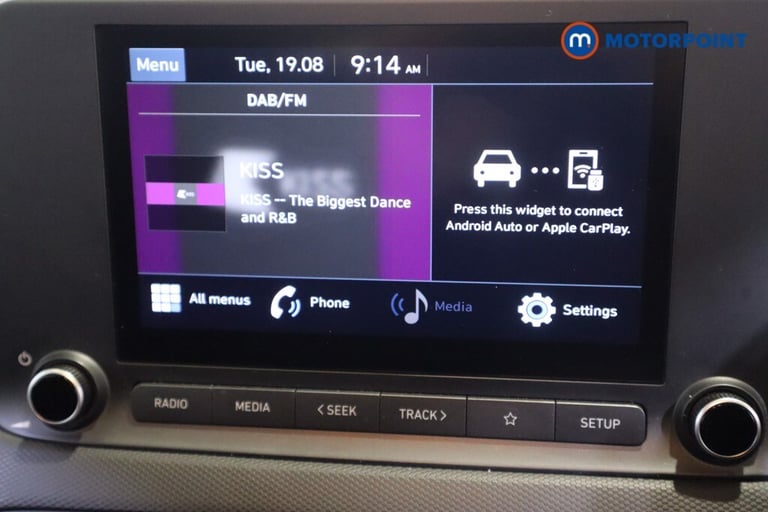 m MOTORPOINT
Menu
Tue, 19.08
9:14 AM
DAB/FM
KISS
KISS -- The Biggest Dance
and R&B
Press this widget to connect
Android Auto or Apple CarPlay.
All menus
Phone
Media
Settings
RADIO
MEDIA
< SEEK
TRACK >
SETUP